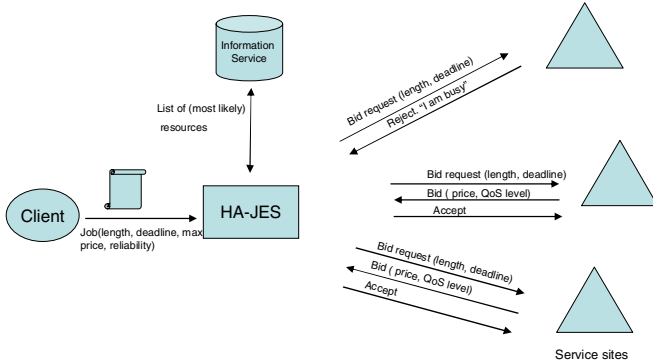 Information
Service
List of (most likely)
resources
Client
HA-JES
Job(length, deadline, max
price, reliability)
Bid request (length, deadline)
Reject. "I am busy"
Bid request (length, deadline)
Bid ( price, QoS level)
Accept
Bid request (length, deadline)
Bid ( price, QoS level)
Accept
Service sites